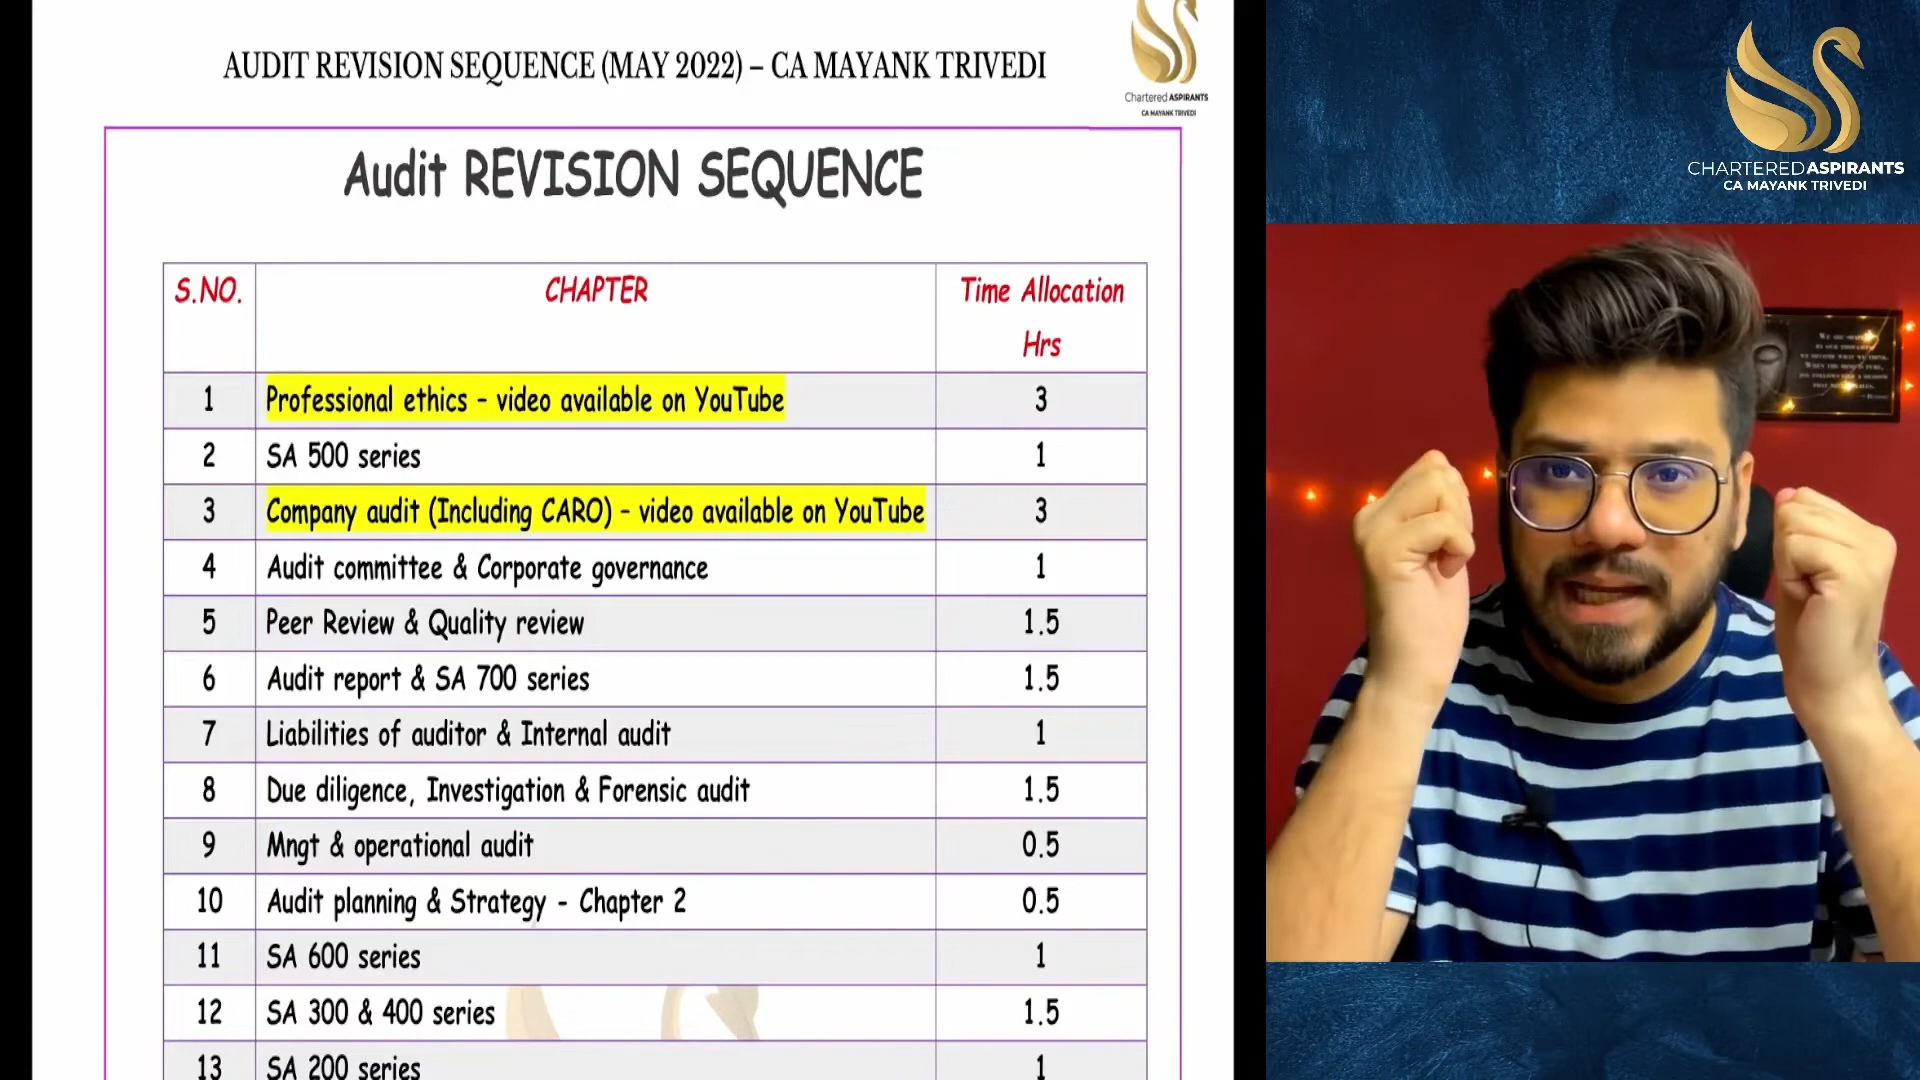 AUDIT REVISION SEQUENCE (MAY 2022) – CA MAYANK TRIVEDI
Chartered ASPIRANTS
CA MAYANK TRIVEDI
Audit REVISION SEQUENCE
S.NO. CHAPTER Time Allocation
Hrs
1 Professional ethics – video available on YouTube 3
2 SA 500 series 1
3 Company audit (Including CARO) – video available on YouTube 3
4 Audit committee & Corporate governance 1
5 Peer Review & Quality review 1.5
6 Audit report & SA 700 series 1.5
7 Liabilities of auditor & Internal audit 1
8 Due diligence, Investigation & Forensic audit 1.5
9 Mngt & operational audit 0.5
10 Audit planning & Strategy - Chapter 2 0.5
11 SA 600 series 1
12 SA 300 & 400 series 1.5
13 SA 200 series 1
CHARTERED ASPIRANTS
CA MAYANK TRIVEDI